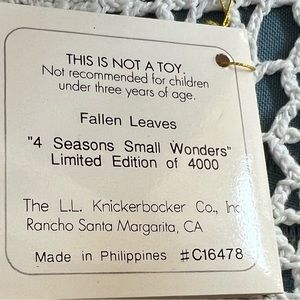 THIS IS NOT A TOY.
Not recommended for children
under three years of age.
Fallen Leaves
"4 Seasons Small Wonders"
Limited Edition of 4000
The L.L. Knickerbocker Co., Inc
Rancho Santa Margarita, CA
Made in Philippines #C16478